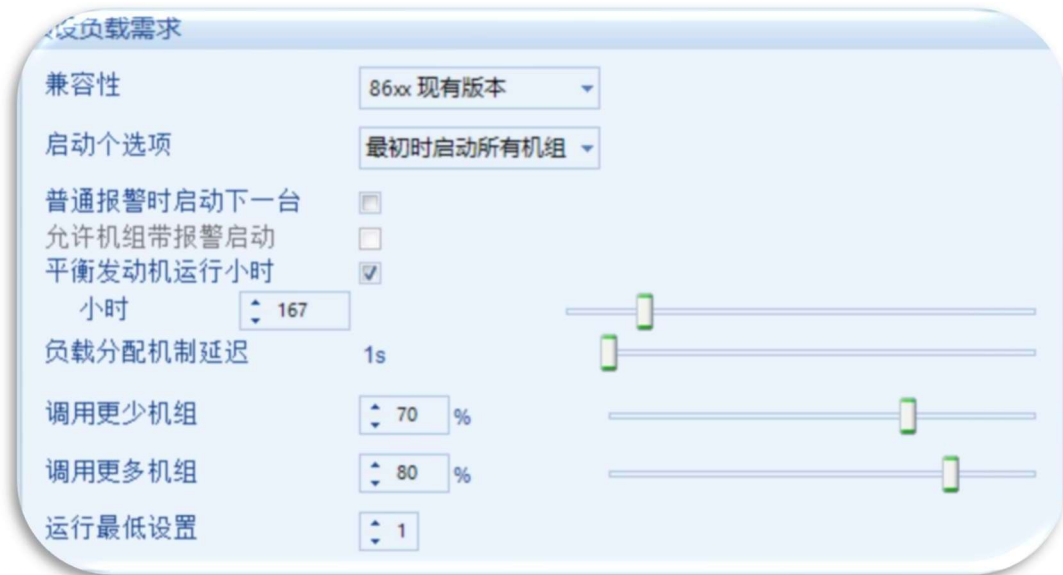 设负载需求
兼容性 86xx 现有版本
启动个选项 最初时启动所有机组
普通报警时启动下一台
允许机组带报警启动
平衡发动机运行小时
小时 167
负载分配机制延迟 1s
调用更少机组 70 %
调用更多机组 80 %
运行最低设置 1